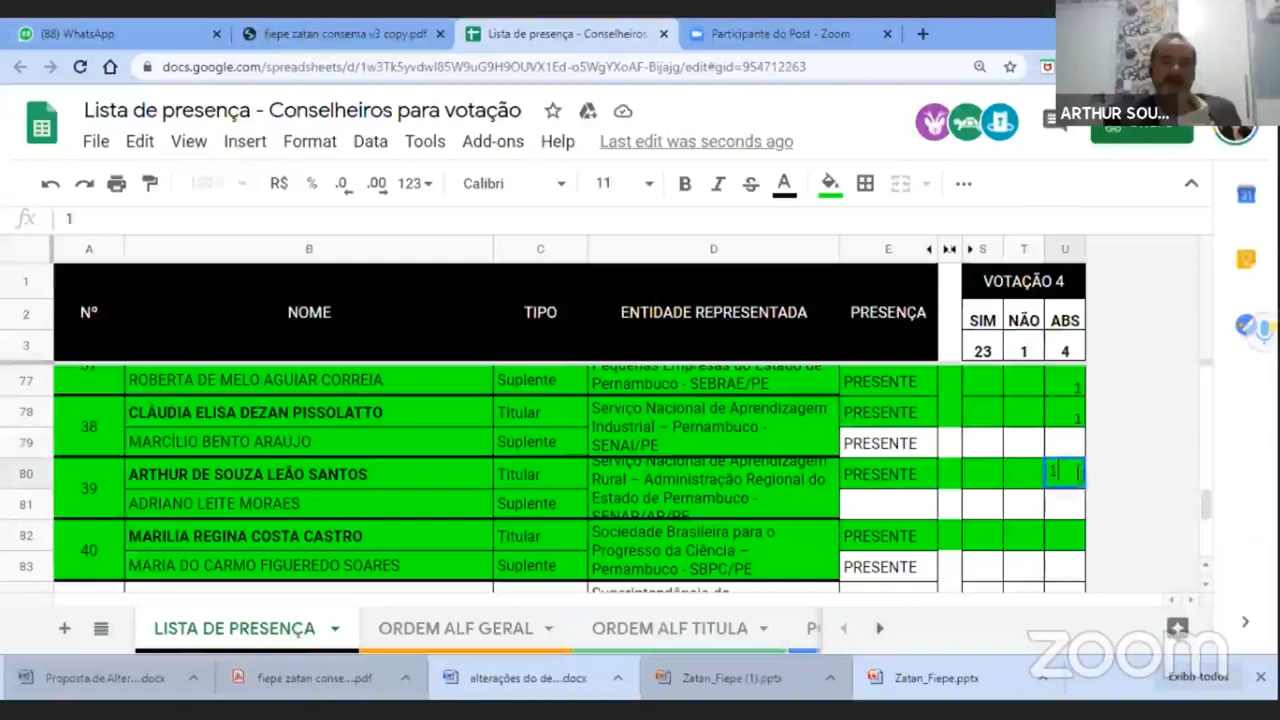 (88) WhatsApp
fiepe zatan consema v3 copy.pdf
Lista de presença - Conselheiros
Participante do Post - Zoom
docs.google.com/spreadsheets/d/1w3Tk5yvdwI85W9uG9H9OUVX1Ed-o5WgYXoAF-Bijajg/edit#gid=954712263
ARTHUR SOU...
Lista de presença - Conselheiros para votação
File Edit View Insert Format Data Tools Add-ons Help Last edit was seconds ago
100% R$ % .0 .00 123 Calibri 11 B I S A
fx 1
A B C D E S T U
1 VOTAÇÃO 4
2 Nº NOME TIPO ENTIDADE REPRESENTADA PRESENÇA SIM NÃO ABS
3 23 1 4
Pequenas Empresas do Estado de
77 ROBERTA DE MELO AGUIAR CORREIA Suplente Pernambuco - SEBRAE/PE PRESENTE 1
78 38 CLÁUDIA ELISA DEZAN PISSOLATTO Titular Serviço Nacional de Aprendizagem PRESENTE 1
Industrial – Pernambuco -
79 MARCÍLIO BENTO ARAÚJO Suplente SENAI/PE PRESENTE
Serviço Nacional de Aprendizagem
80 39 ARTHUR DE SOUZA LEÃO SANTOS Titular Rural – Administração Regional do PRESENTE 1
81 ADRIANO LEITE MORAES Suplente Estado de Pernambuco -
SENAR/AR/PE
82 40 MARILIA REGINA COSTA CASTRO Titular Sociedade Brasileira para o PRESENTE
Progresso da Ciência –
83 MARIA DO CARMO FIGUEREDO SOARES Suplente Pernambuco - SBPC/PE PRESENTE
Superintendência do
LISTA DE PRESENÇA ORDEM ALF GERAL ORDEM ALF TITULA
zoom
Proposta de Alter....docx
fiepe zatan conse....pdf
alterações do de....docx
Zatan_Fiepe (1).pptx
Zatan_Fiepe.pptx
Exibir todos